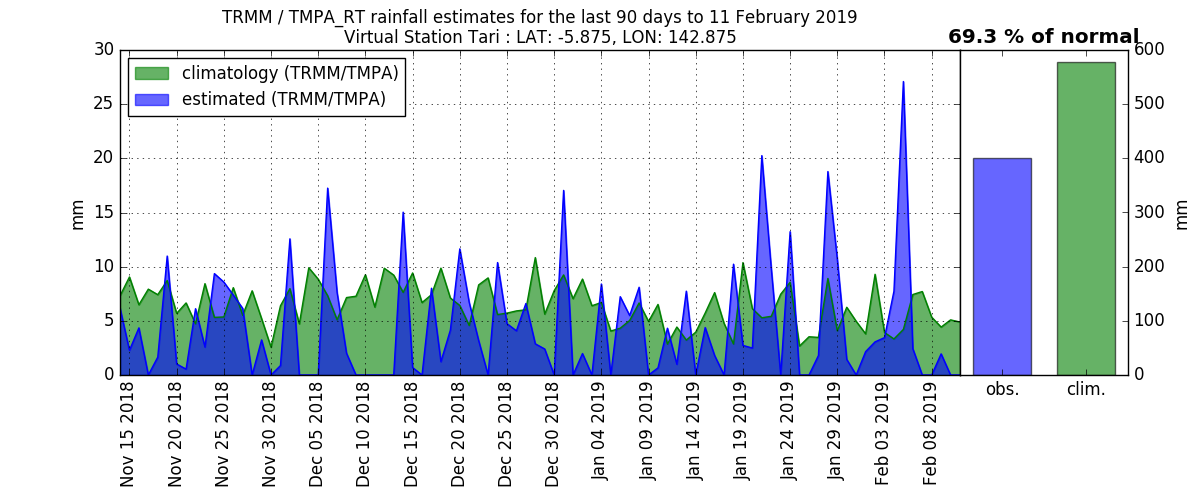 TRMM / TMPA_RT rainfall estimates for the last 90 days to 11 February 2019
Virtual Station Tari : LAT: -5.875, LON: 142.875
69.3 % of normal
climatology (TRMM/TMPA)
estimated (TRMM/TMPA)
30
25
20
15
10
5
0
mm
600
500
400
300
200
100
0
mm
Nov 15 2018
Nov 20 2018
Nov 25 2018
Nov 30 2018
Dec 05 2018
Dec 10 2018
Dec 15 2018
Dec 20 2018
Dec 25 2018
Dec 30 2018
Jan 04 2019
Jan 09 2019
Jan 14 2019
Jan 19 2019
Jan 24 2019
Jan 29 2019
Feb 03 2019
Feb 08 2019
obs.
clim.